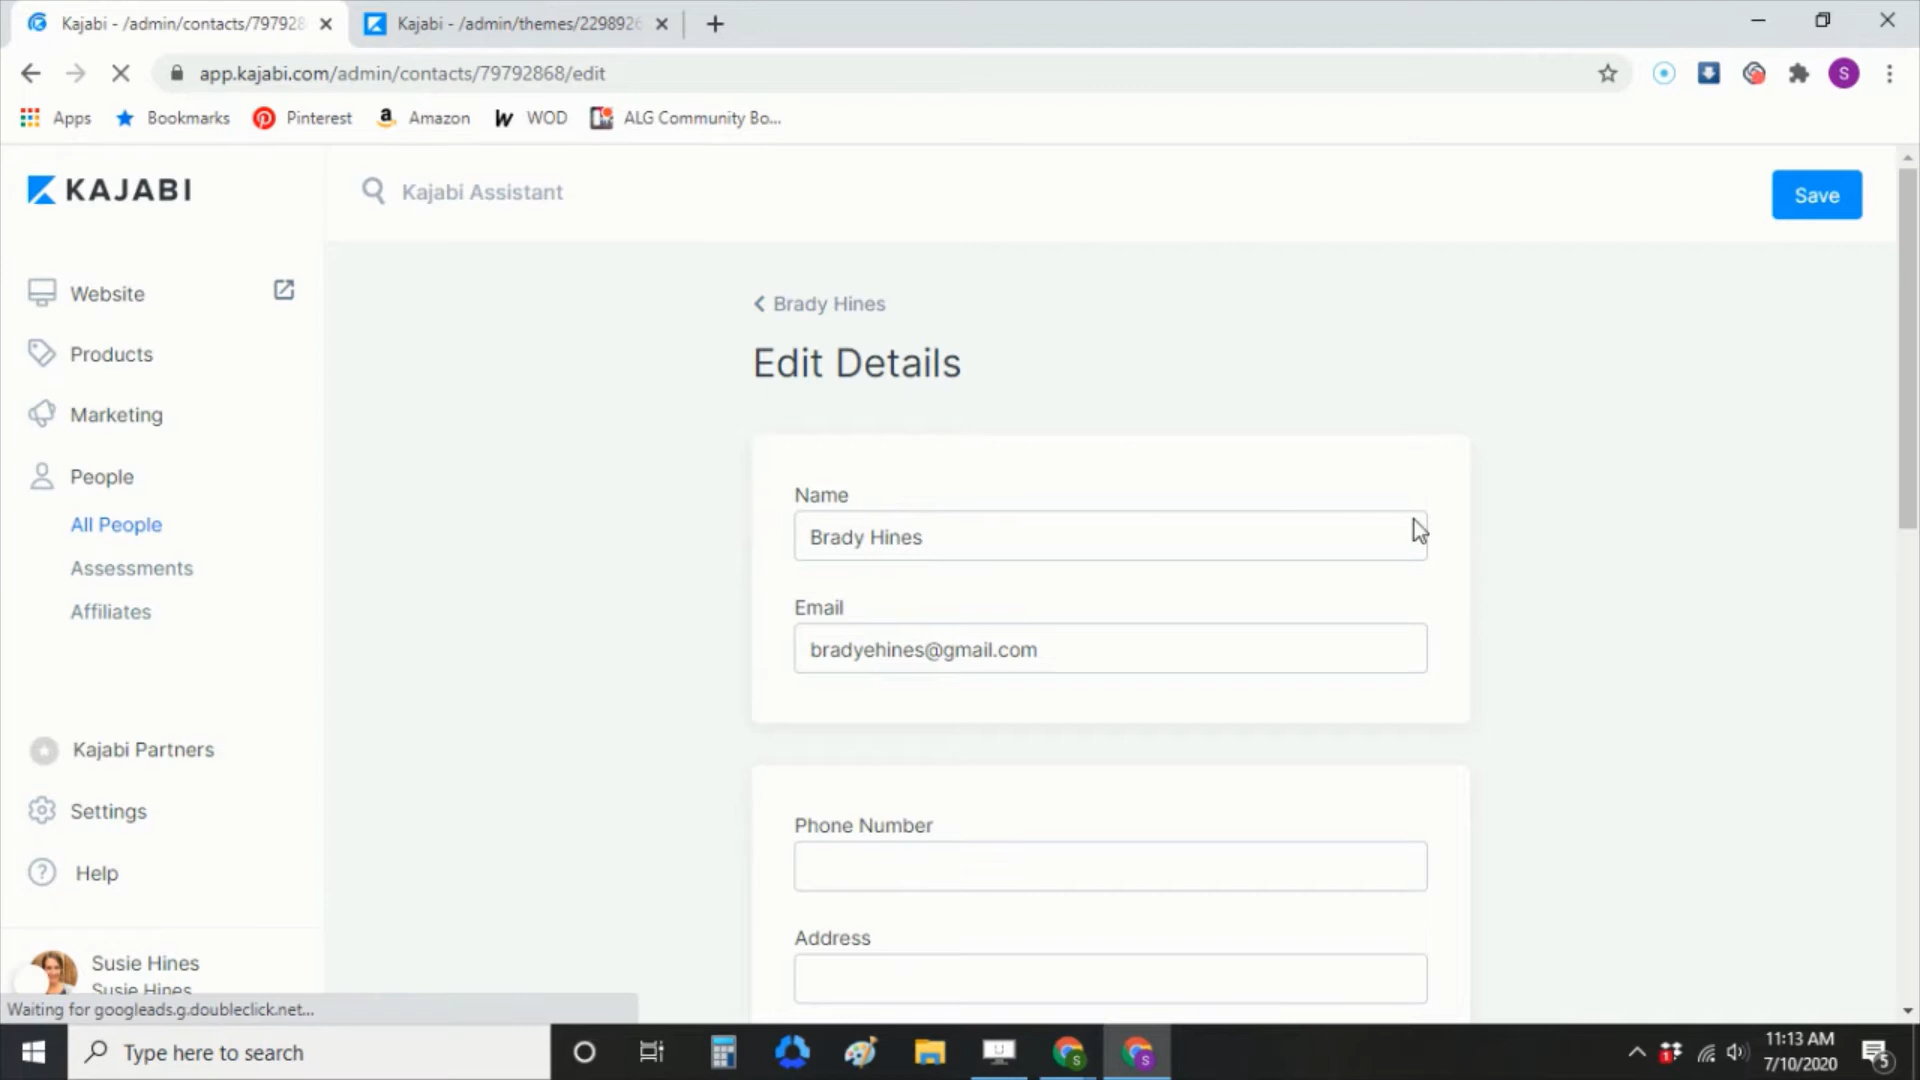 Kajabi - /admin/contacts/797928
Kajabi - /admin/themes/2298926
app.kajabi.com/admin/contacts/79792868/edit
S
Apps
Bookmarks
Pinterest
Amazon
WOD
ALG Community Bo...
KAJABI
Kajabi Assistant
Save
Website
Products
Marketing
People
All People
Assessments
Affiliates
Kajabi Partners
Settings
Help
Susie Hines
Susie Hines
Brady Hines
Edit Details
Name
Brady Hines
Email
bradyehines@gmail.com
Phone Number
Address
Waiting for googleads.g.doubleclick.net...
Type here to search
11:13 AM
7/10/2020
5